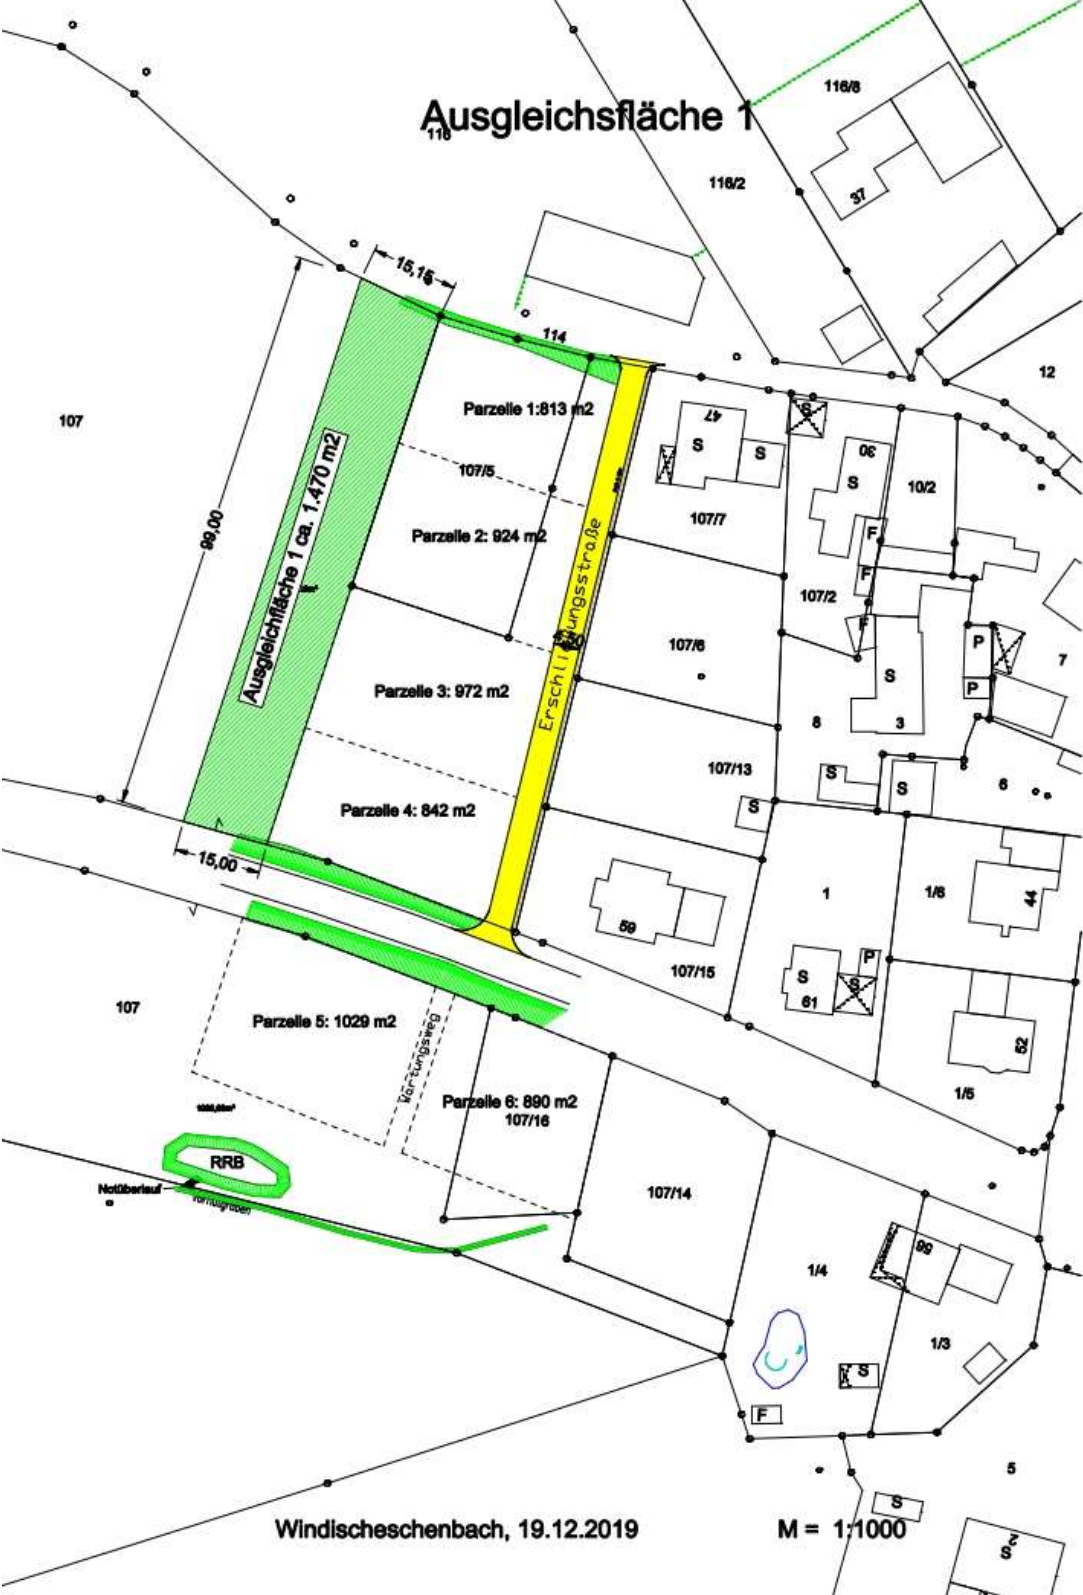 Ausgleichsfläche 1
116
116/8
116/2
37
15,15
114
12
107
Parzelle 1:813 m2
47
S
30
S
S
S
107/5
10/2
99,00
Ausgleichfläche 1 ca. 1.470 m2
Parzelle 2: 924 m2
107/7
F
F
107/2
Erschließungsstraße
F
107/6
P
7
S
P
Parzelle 3: 972 m2
8
3
107/13
S
S
6
S
Parzelle 4: 842 m2
15,00
1
1/6
44
59
107/15
P
S
S
61
107
Parzelle 5: 1029 m2
Wartungsweg
52
1/5
Parzelle 6: 890 m2
107/16
RRB
Notüberlauf
107/14
56
1/4
1/3
S
F
5
S
2
S
Windischeschenbach, 19.12.2019
M = 1:1000